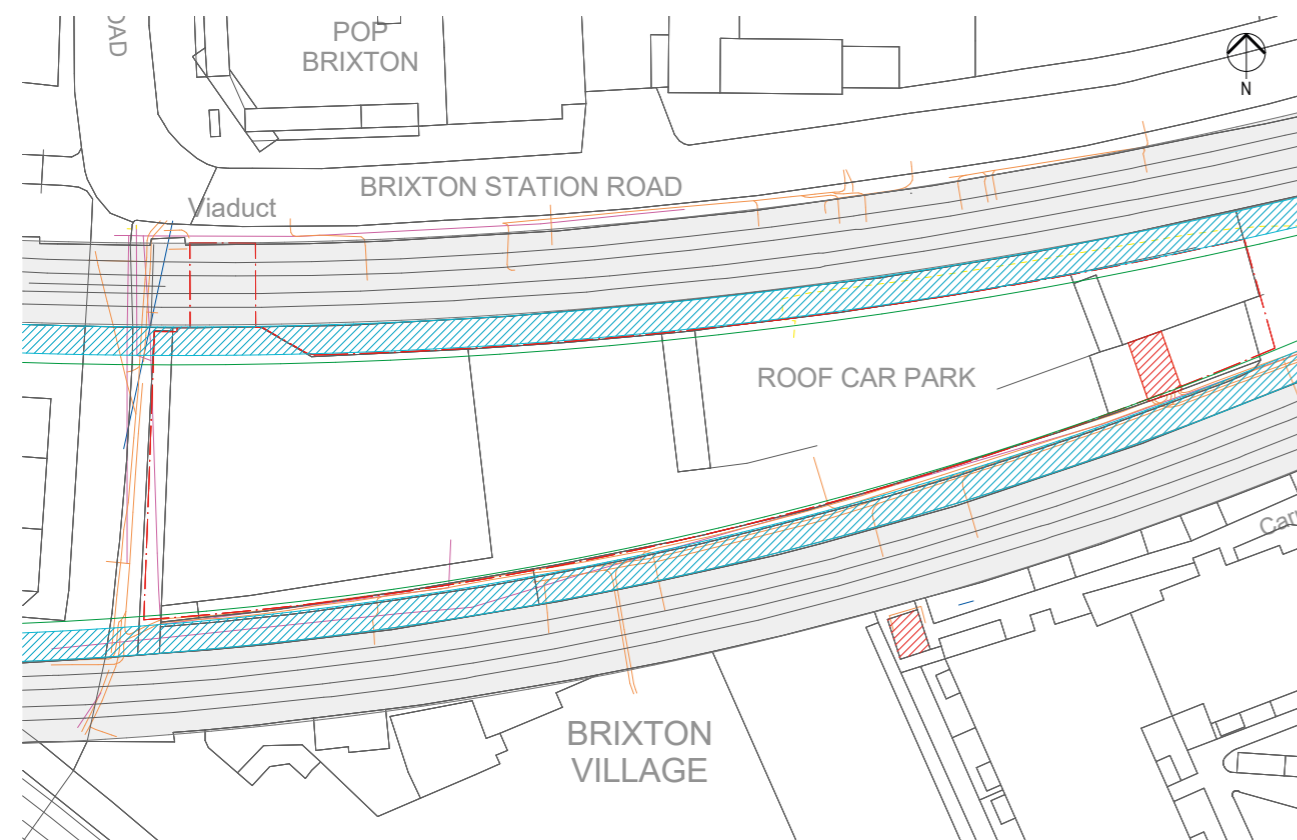 OAD
POP
BRIXTON
N
BRIXTON STATION ROAD
Viaduct
ROOF CAR PARK
BRIXTON
VILLAGE